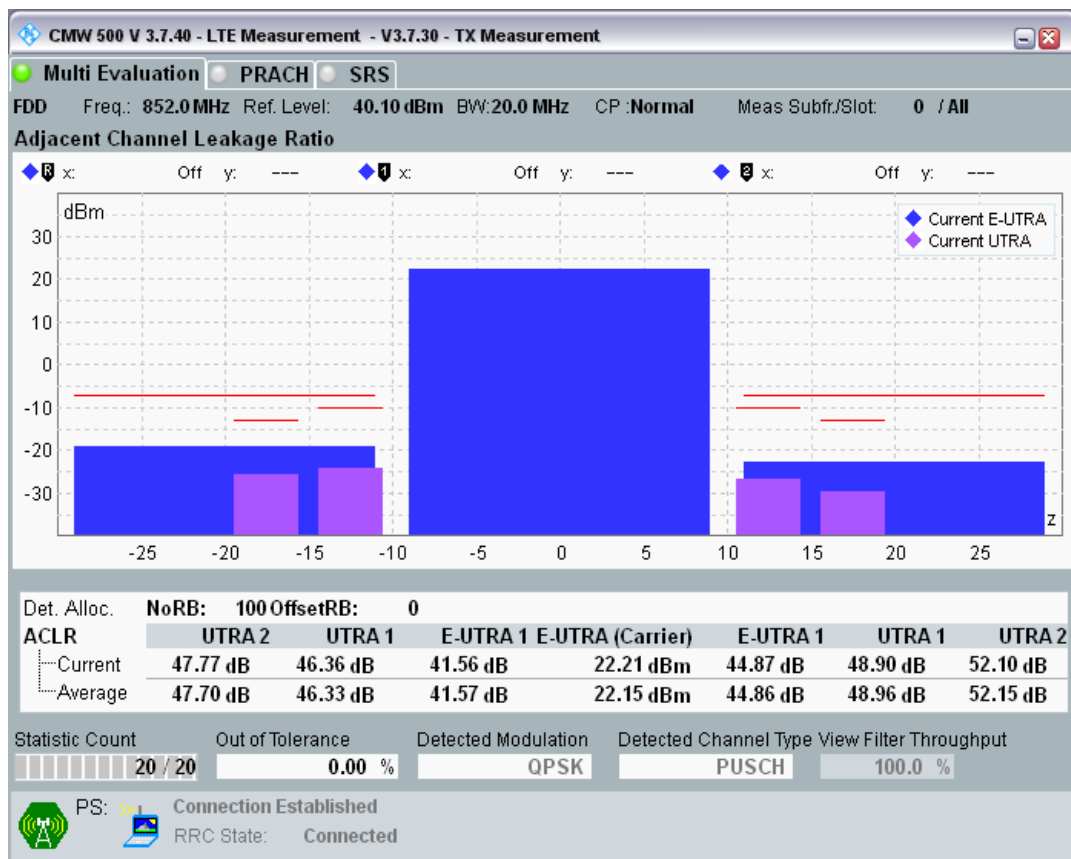 CMW 500 V 3.7.40 - LTE Measurement - V3.7.30 - TX Measurement
Multi Evaluation PRACH SRS
FDD Freq.: 852.0 MHz Ref. Level: 40.10 dBm BW: 20.0 MHz CP :Normal Meas Subfr./Slot: 0 / All
Adjacent Channel Leakage Ratio
R x: Off y: --- 1 x: Off y: --- 2 x: Off y: ---
dBm
Current E-UTRA
Current UTRA
30
20
10
0
-10
-20
-30
z
-25 -20 -15 -10 -5 0 5 10 15 20 25
Det. Alloc. NoRB: 100 OffsetRB: 0
ACLR UTRA 2 UTRA 1 E-UTRA 1 E-UTRA (Carrier) E-UTRA 1 UTRA 1 UTRA 2
Current 47.77 dB 46.36 dB 41.56 dB 22.21 dBm 44.87 dB 48.90 dB 52.10 dB
Average 47.70 dB 46.33 dB 41.57 dB 22.15 dBm 44.86 dB 48.96 dB 52.15 dB
Statistic Count Out of Tolerance Detected Modulation Detected Channel Type View Filter Throughput
20 / 20 0.00 % QPSK PUSCH 100.0 %
PS: Connection Established
RRC State: Connected